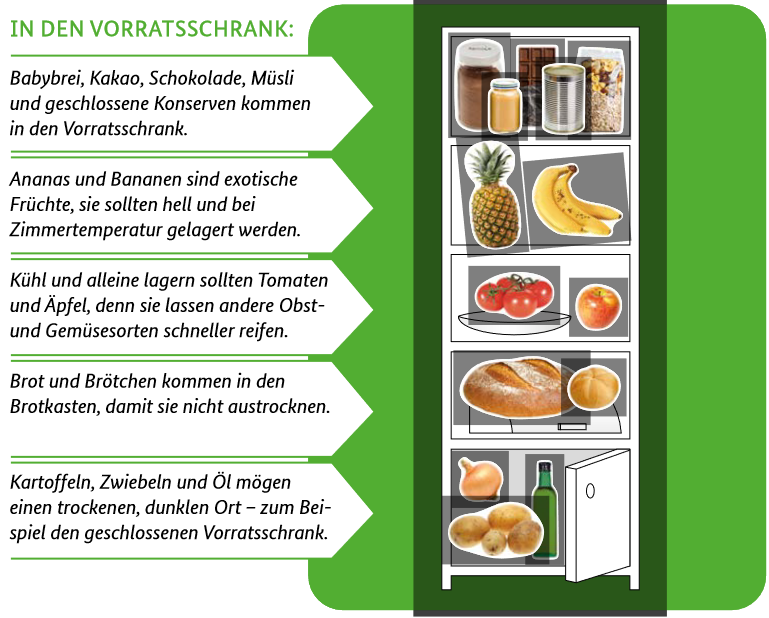 IN DEN VORRATSSCHRANK:
Babybrei, Kakao, Schokolade, Müsli
und geschlossene Konserven kommen
in den Vorratsschrank.
Ananas und Bananen sind exotische
Früchte, sie sollten hell und bei
Zimmertemperatur gelagert werden.
Kühl und alleine lagern sollten Tomaten
und Äpfel, denn sie lassen andere Obst-
und Gemüsesorten schneller reifen.
Brot und Brötchen kommen in den
Brotkasten, damit sie nicht austrocknen.
Kartoffeln, Zwiebeln und Öl mögen
einen trockenen, dunklen Ort – zum Bei-
spiel den geschlossenen Vorratsschrank.